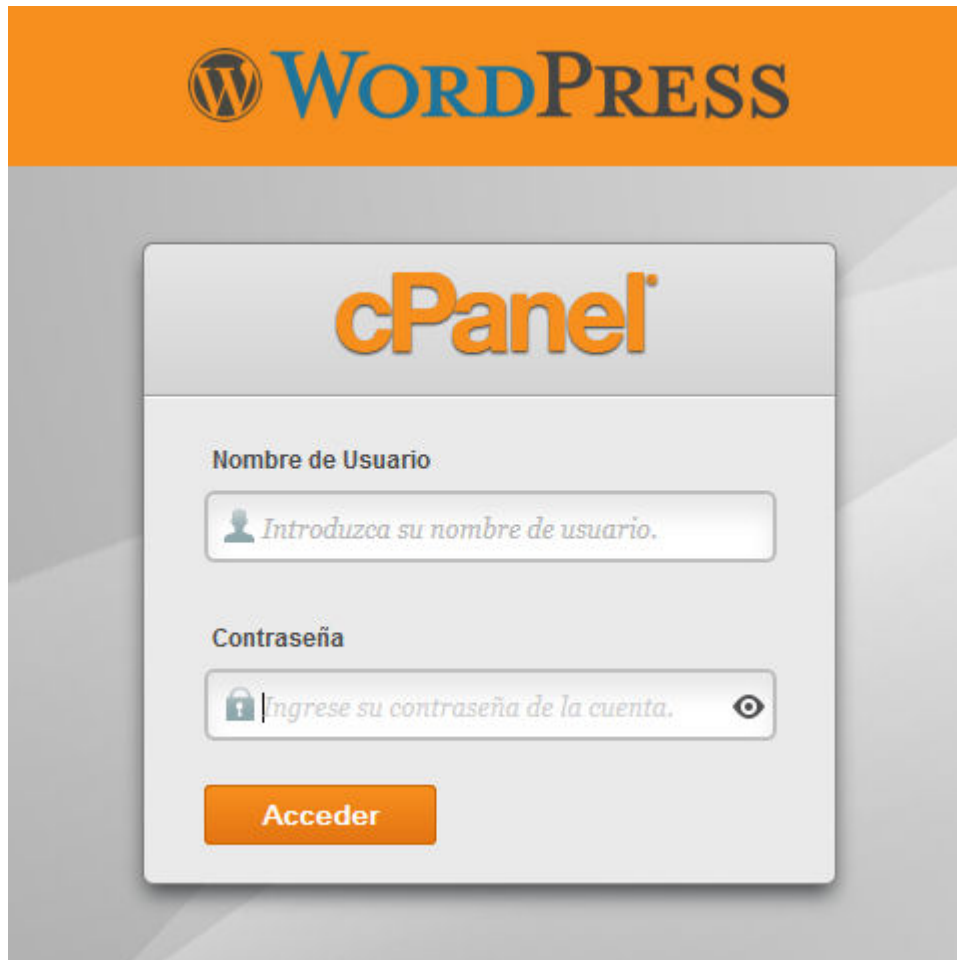 WORDPRESS
cPanel
Nombre de Usuario
Introduzca su nombre de usuario.
Contraseña
Ingrese su contraseña de la cuenta.
Acceder